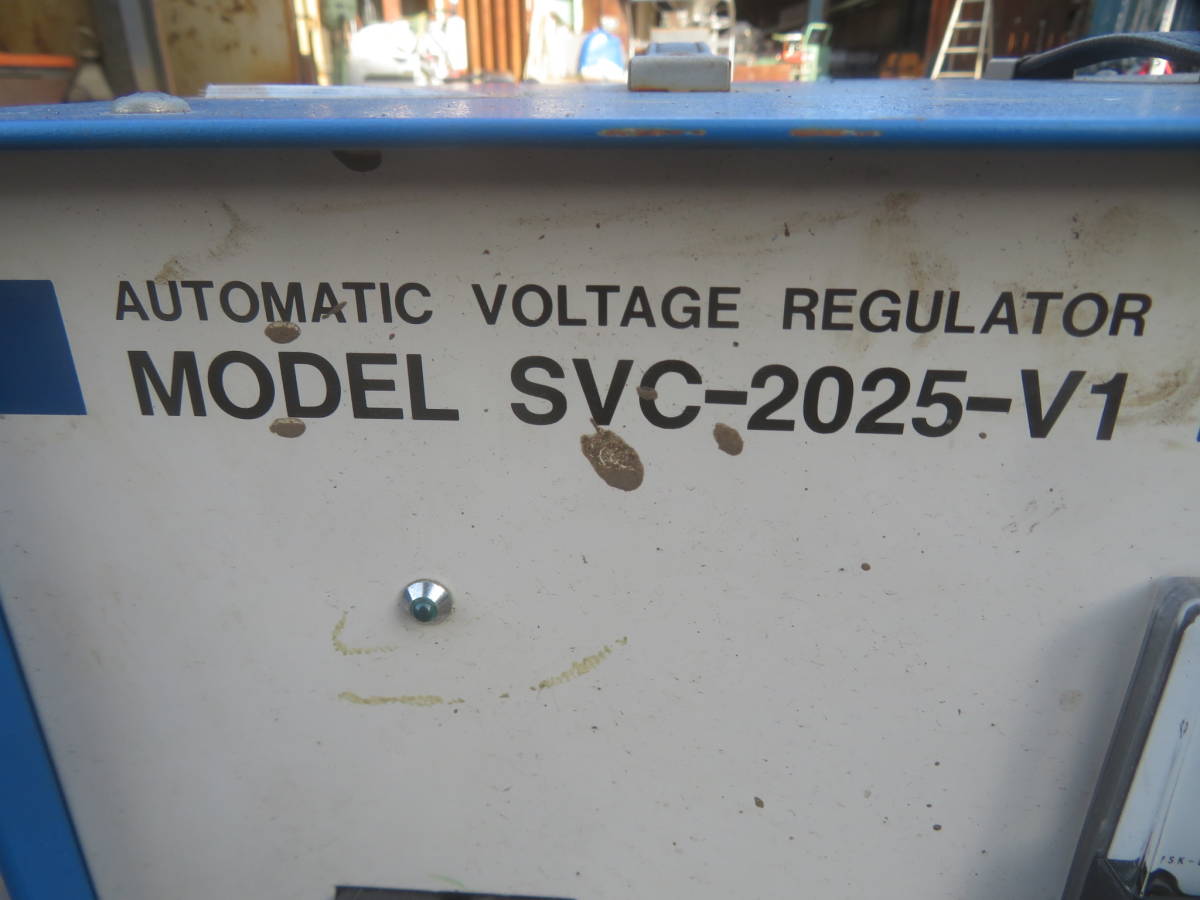 AUTOMATIC VOLTAGE REGULATOR
MODEL SVC-2025-V1